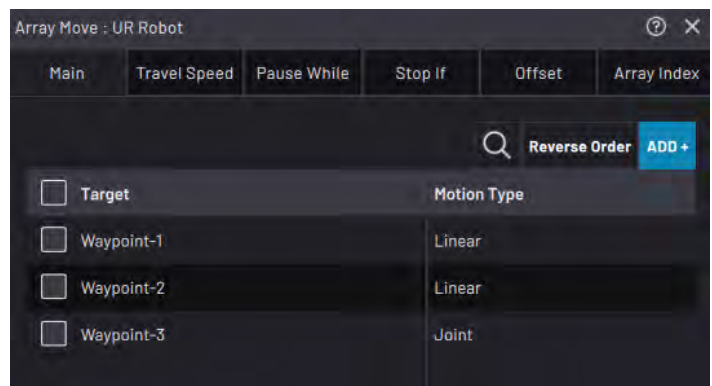 Array Move : UR Robot
Main Travel Speed Pause While Stop If Offset Array Index
Reverse Order ADD +
Target Motion Type
Waypoint-1 Linear
Waypoint-2 Linear
Waypoint-3 Joint